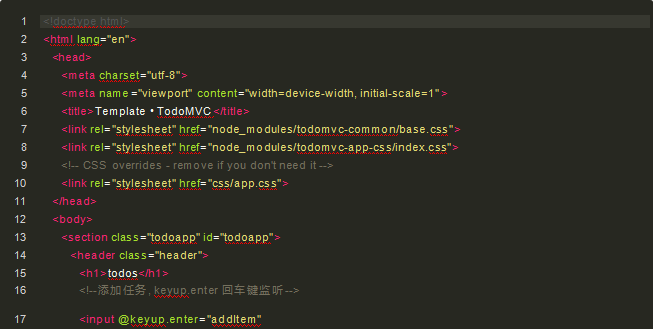 1 <!doctype html>
2 <html lang="en">
3 <head>
4 <meta charset="utf-8">
5 <meta name="viewport" content="width=device-width, initial-scale=1">
6 <title>Template • TodoMVC</title>
7 <link rel="stylesheet" href="node_modules/todomvc-common/base.css">
8 <link rel="stylesheet" href="node_modules/todomvc-app-css/index.css">
9 <!-- CSS overrides - remove if you don't need it -->
10 <link rel="stylesheet" href="css/app.css">
11 </head>
12 <body>
13 <section class="todoapp" id="todoapp">
14 <header class="header">
15 <h1>todos</h1>
16 <!--添加任务, keyup.enter 回车键监听-->
17 <input @keyup.enter="addItem"